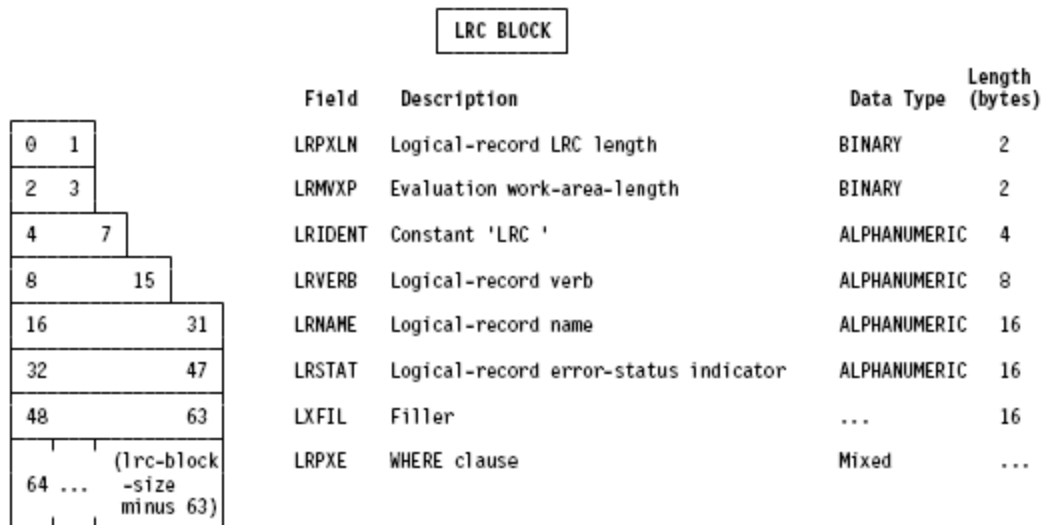 LRC BLOCK
Length
Field Description Data Type (bytes)
0 1 LRPXLN Logical-record LRC length BINARY 2
2 3 LRMVXP Evaluation work-area-length BINARY 2
4 7 LRIDENT Constant 'LRC ' ALPHANUMERIC 4
8 15 LRVERB Logical-record verb ALPHANUMERIC 8
16 31 LRNAME Logical-record name ALPHANUMERIC 16
32 47 LRSTAT Logical-record error-status indicator ALPHANUMERIC 16
48 63 LXFIL Filler ... 16
(lrc-block LRPXE WHERE clause Mixed ...
64 ... -size
minus 63)